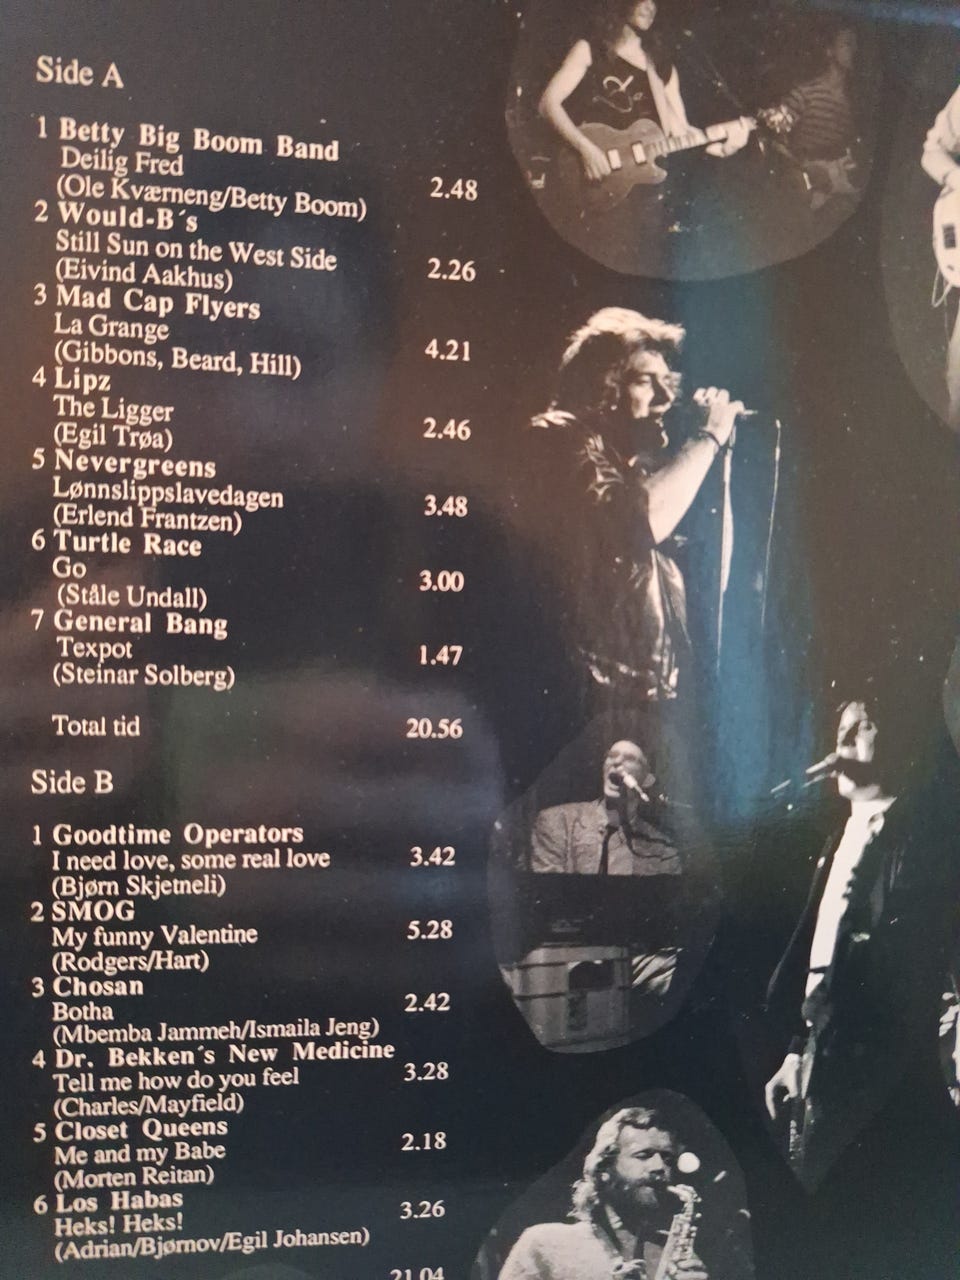 Side A
1 Betty Big Boom Band
Deilig Fred
(Ole Kværneng/Betty Boom) 2.48
2 Would-B´s
Still Sun on the West Side
(Eivind Aakhus) 2.26
3 Mad Cap Flyers
La Grange
(Gibbons, Beard, Hill) 4.21
4 Lipz
The Ligger
(Egil Trøa) 2.46
5 Nevergreens
Lønnslippslavedagen
(Erlend Frantzen) 3.48
6 Turtle Race
Go
(Ståle Undall) 3.00
7 General Bang
Texpot
(Steinar Solberg) 1.47
Total tid 20.56
Side B
1 Goodtime Operators
I need love, some real love 3.42
(Bjørn Skjetneli)
2 SMOG
My funny Valentine 5.28
(Rodgers/Hart)
3 Chosan
Botha 2.42
(Mbemba Jammeh/Ismaila Jeng)
4 Dr. Bekken´s New Medicine
Tell me how do you feel 3.28
(Charles/Mayfield)
5 Closet Queens
Me and my Babe 2.18
(Morten Reitan)
6 Los Habas
Heks! Heks! 3.26
(Adrian/Bjørnov/Egil Johansen)
21.04